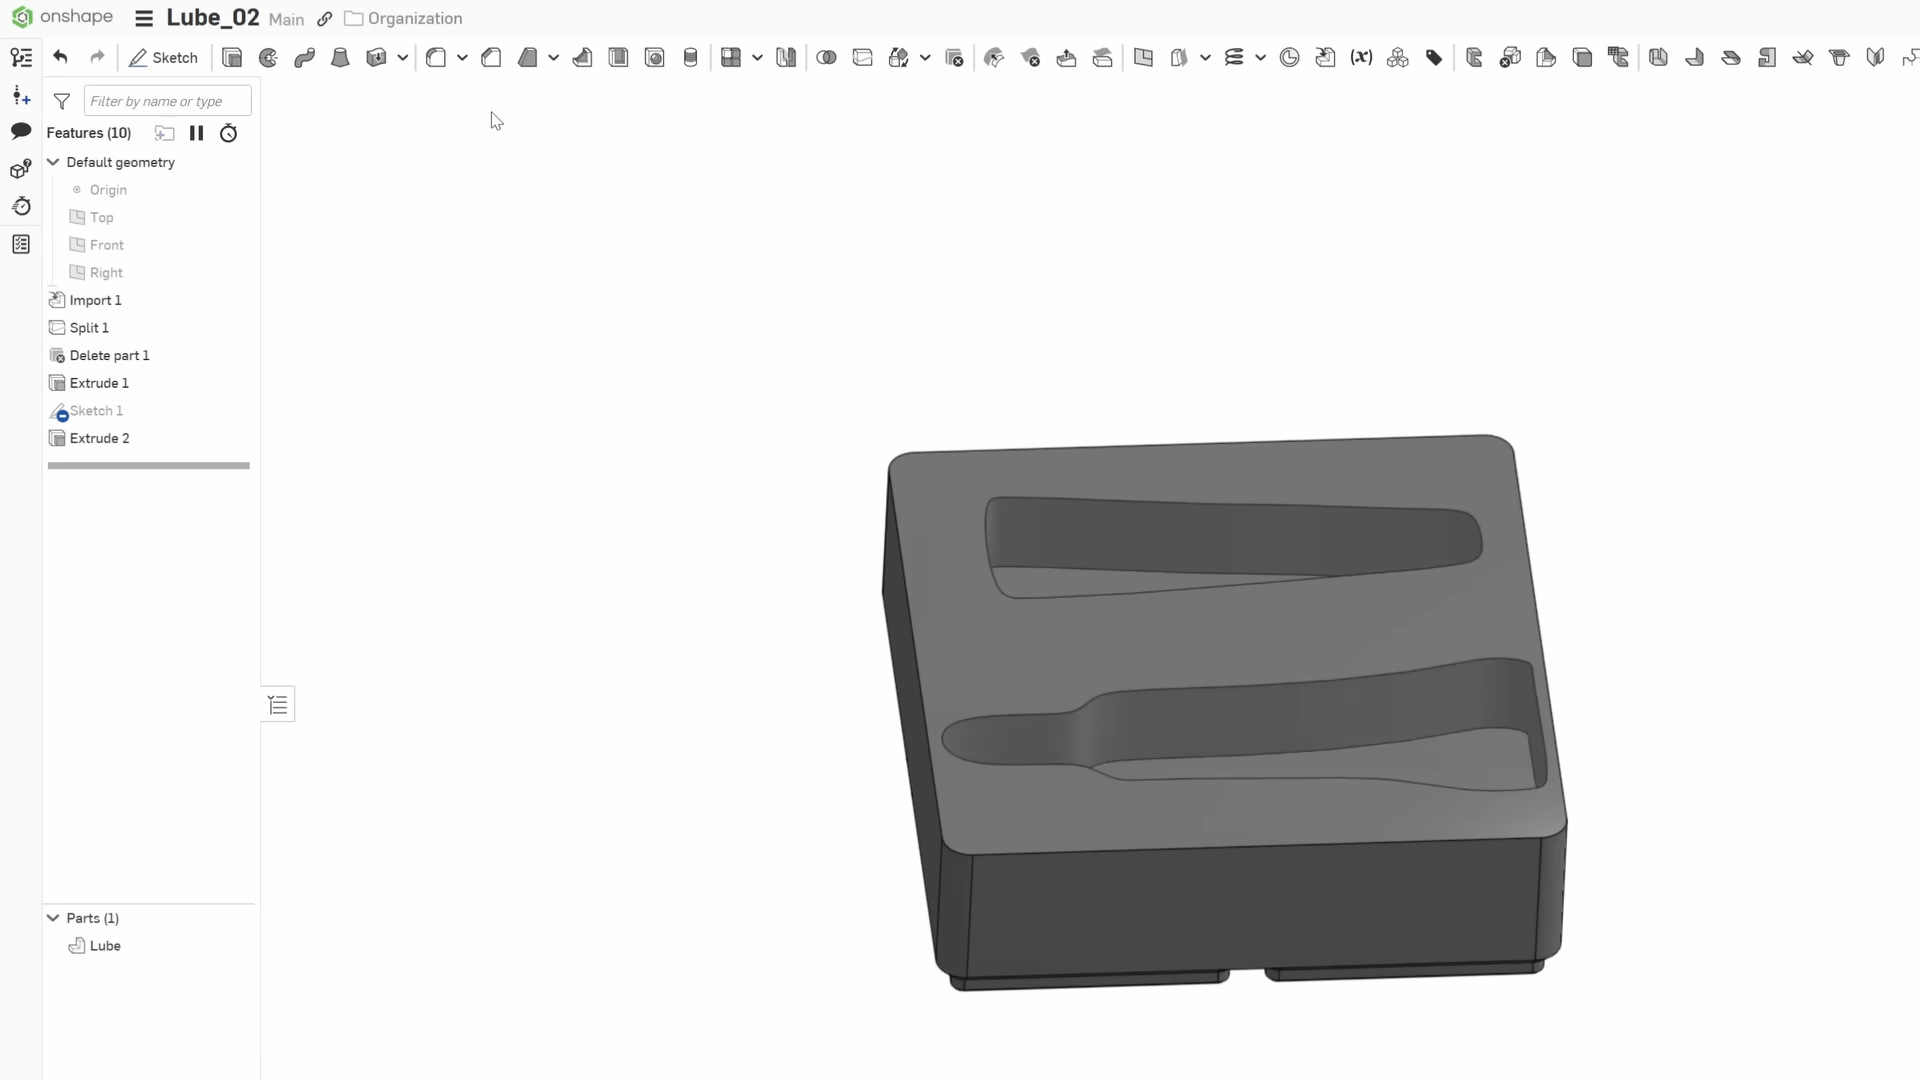 onshape
Lube_02 Main Organization
Sketch
(x)
Filter by name or type
Features (10)
Default geometry
Origin
Top
Front
Right
Import 1
Split 1
Delete part 1
Extrude 1
Sketch 1
Extrude 2
Parts (1)
Lube